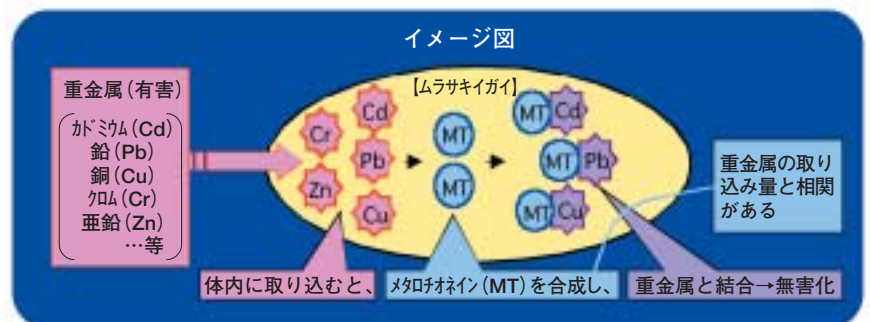 イメージ図
重金属(有害)
カドミウム(Cd)
鉛(Pb)
銅(Cu)
クロム(Cr)
亜鉛(Zn)
…等
【ムラサキイガイ】
Cr
Cd
Pb
Zn
Cu
MT
MT
MT Cd
MT Pb
MT Cu
重金属の取り
込み量と相関
がある
体内に取り込むと、
メタロチオネイン(MT)を合成し、
重金属と結合→無害化